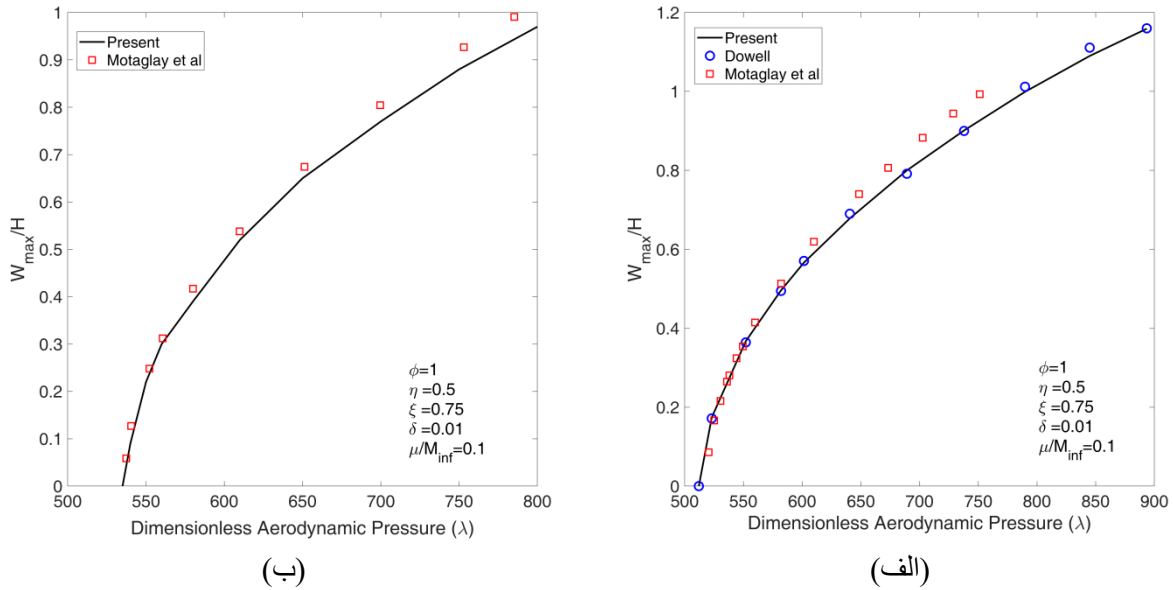 Present
Motaglay et al
W_max/H
1
0.9
0.8
0.7
0.6
0.5
0.4
0.3
0.2
0.1
0
ϕ=1
η =0.5
ξ =0.75
δ =0.01
μ/M_inf=0.1
500 550 600 650 700 750 800
Dimensionless Aerodynamic Pressure (λ)
(ب)
Present
Dowell
Motaglay et al
W_max/H
1.2
1
0.8
0.6
0.4
0.2
0
ϕ=1
η =0.5
ξ =0.75
δ =0.01
μ/M_inf=0.1
500 550 600 650 700 750 800 850 900
Dimensionless Aerodynamic Pressure (λ)
(الف)